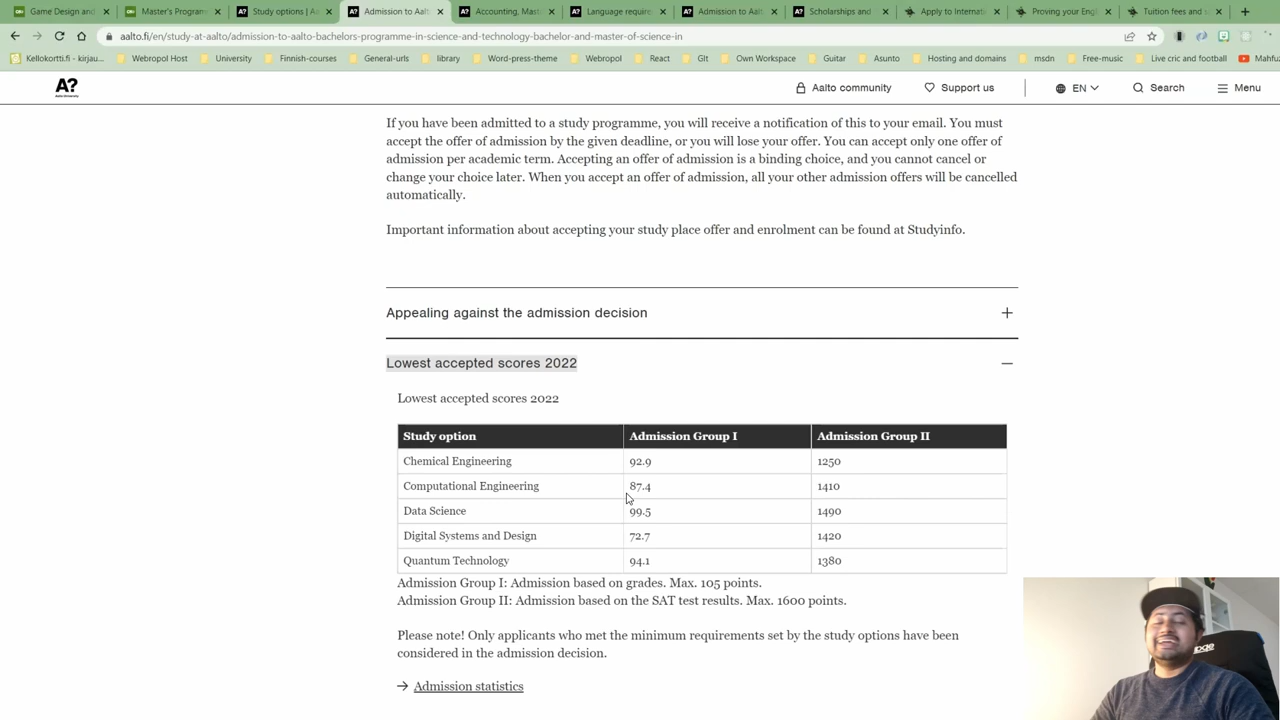 Game Design and
Master's Programm
A? Study options | Aa
A? Admission to Aalto
A? Accounting, Maste
A? Language require
A? Admission to Aalt
A? Scholarships and
Apply to Internati
Proving your Engl
Tuition fees and s
aalto.fi/en/study-at-aalto/admission-to-aalto-bachelors-programme-in-science-and-technology-bachelor-and-master-of-science-in
Kellokortti.fi - kirjau...
Webropol Host
University
Finnish-courses
General-urls
library
Word-press-theme
Webropol
React
GIt
Own Workspace
Guitar
Asunto
Hosting and domains
msdn
Free-music
Live cric and football
Mahfuz
A?
Aalto University
Aalto community
Support us
EN
Search
Menu
If you have been admitted to a study programme, you will receive a notification of this to your email. You must
accept the offer of admission by the given deadline, or you will lose your offer. You can accept only one offer of
admission per academic term. Accepting an offer of admission is a binding choice, and you cannot cancel or
change your choice later. When you accept an offer of admission, all your other admission offers will be cancelled
automatically.
Important information about accepting your study place offer and enrolment can be found at Studyinfo.
Appealing against the admission decision
Lowest accepted scores 2022
Lowest accepted scores 2022
Study option Admission Group I Admission Group II
Chemical Engineering 92.9 1250
Computational Engineering 87.4 1410
Data Science 99.5 1490
Digital Systems and Design 72.7 1420
Quantum Technology 94.1 1380
Admission Group I: Admission based on grades. Max. 105 points.
Admission Group II: Admission based on the SAT test results. Max. 1600 points.
Please note! Only applicants who met the minimum requirements set by the study options have been
considered in the admission decision.
Admission statistics